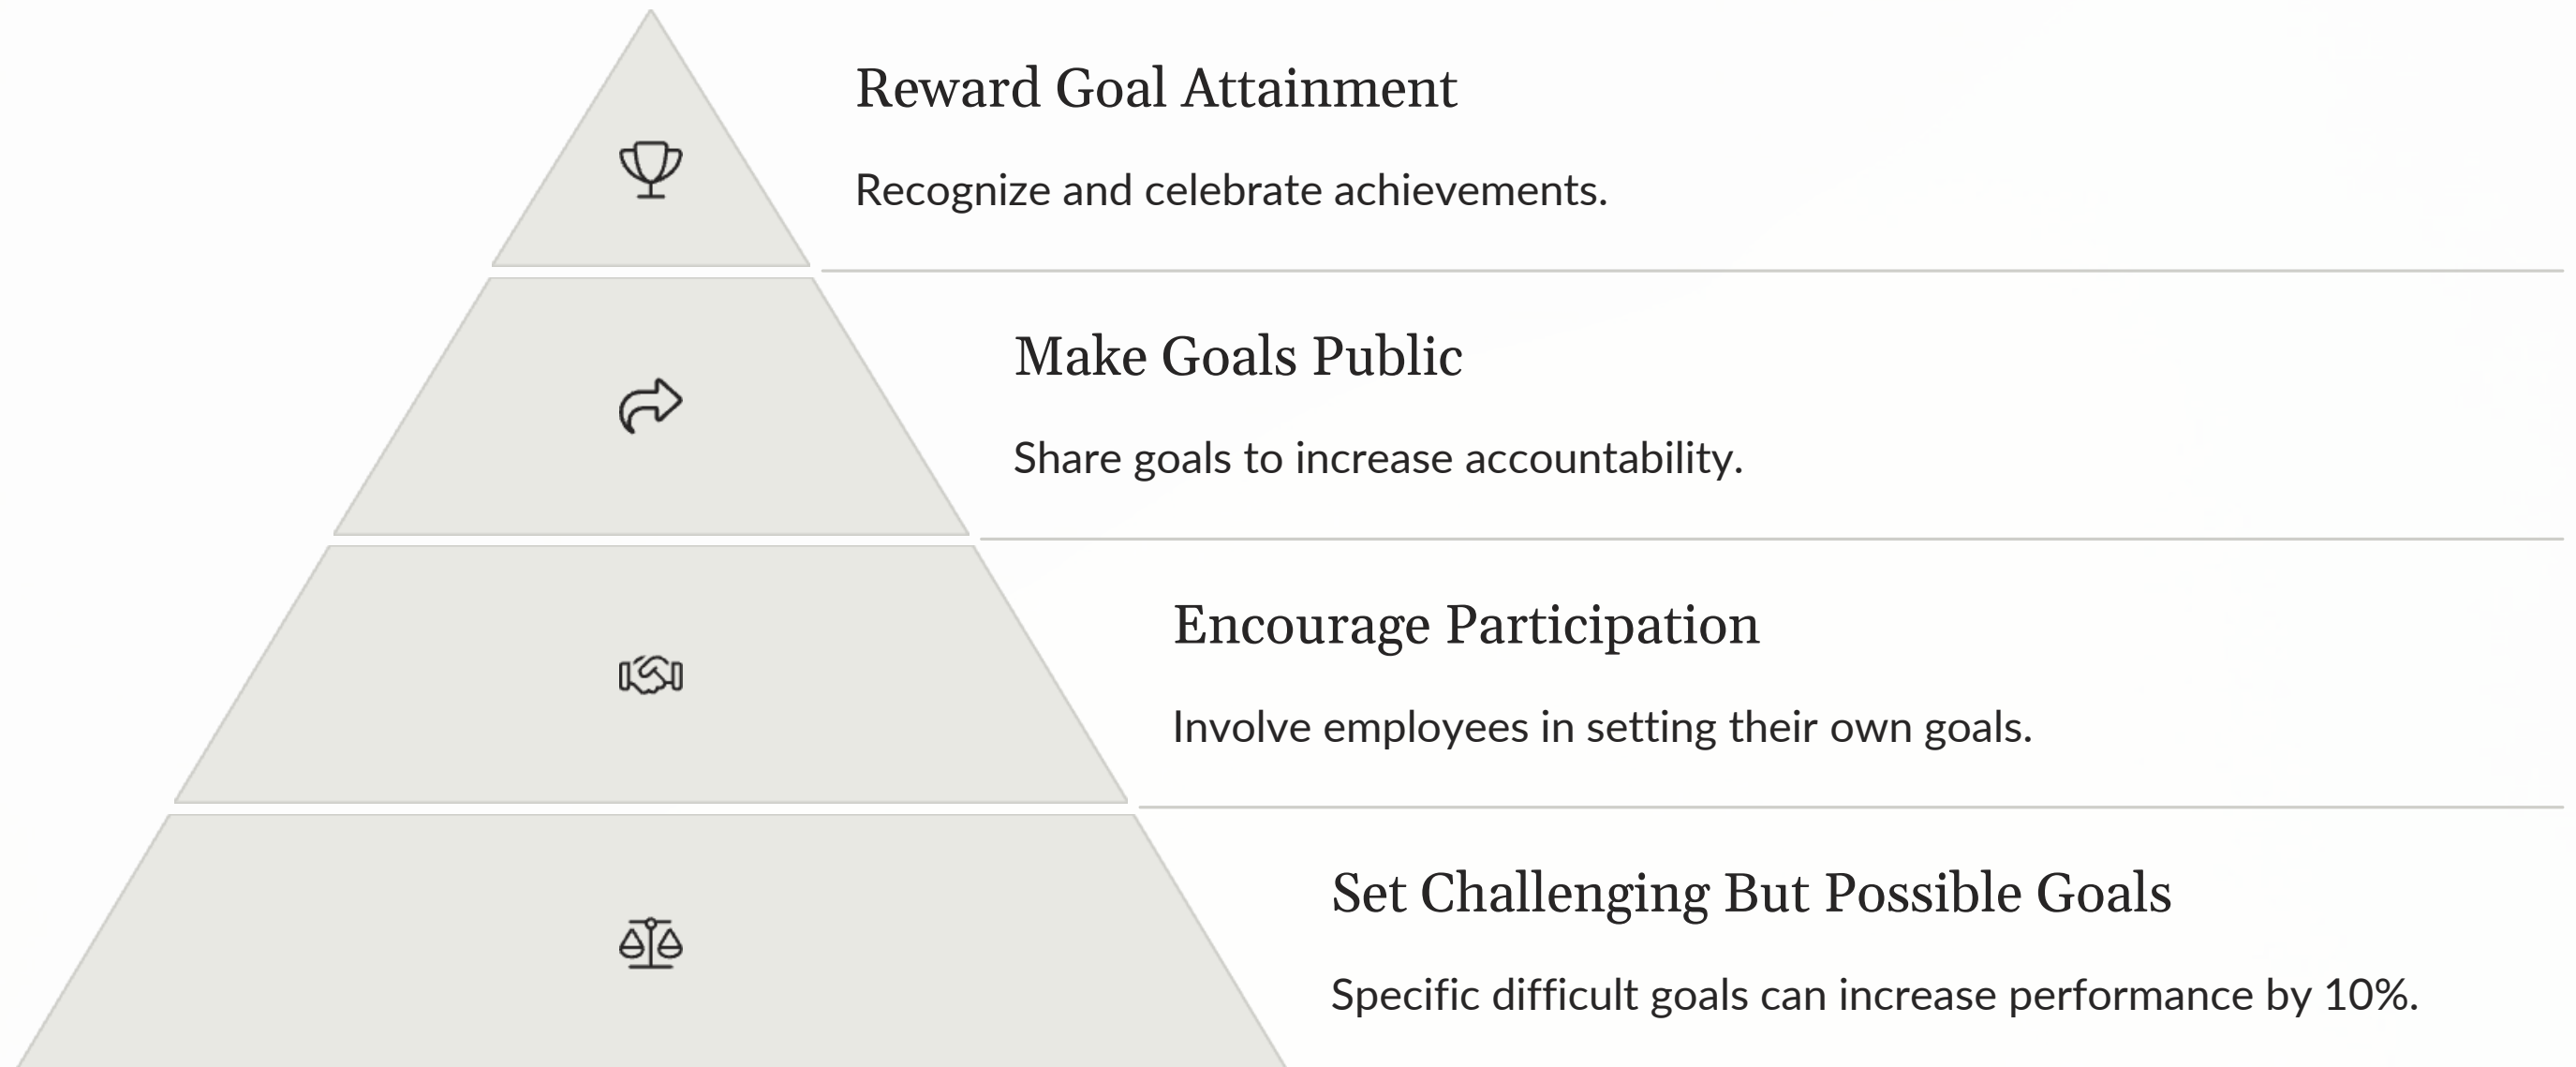 Reward Goal Attainment
Recognize and celebrate achievements.
Make Goals Public
Share goals to increase accountability.
Encourage Participation
Involve employees in setting their own goals.
Set Challenging But Possible Goals
Specific difficult goals can increase performance by 10%.